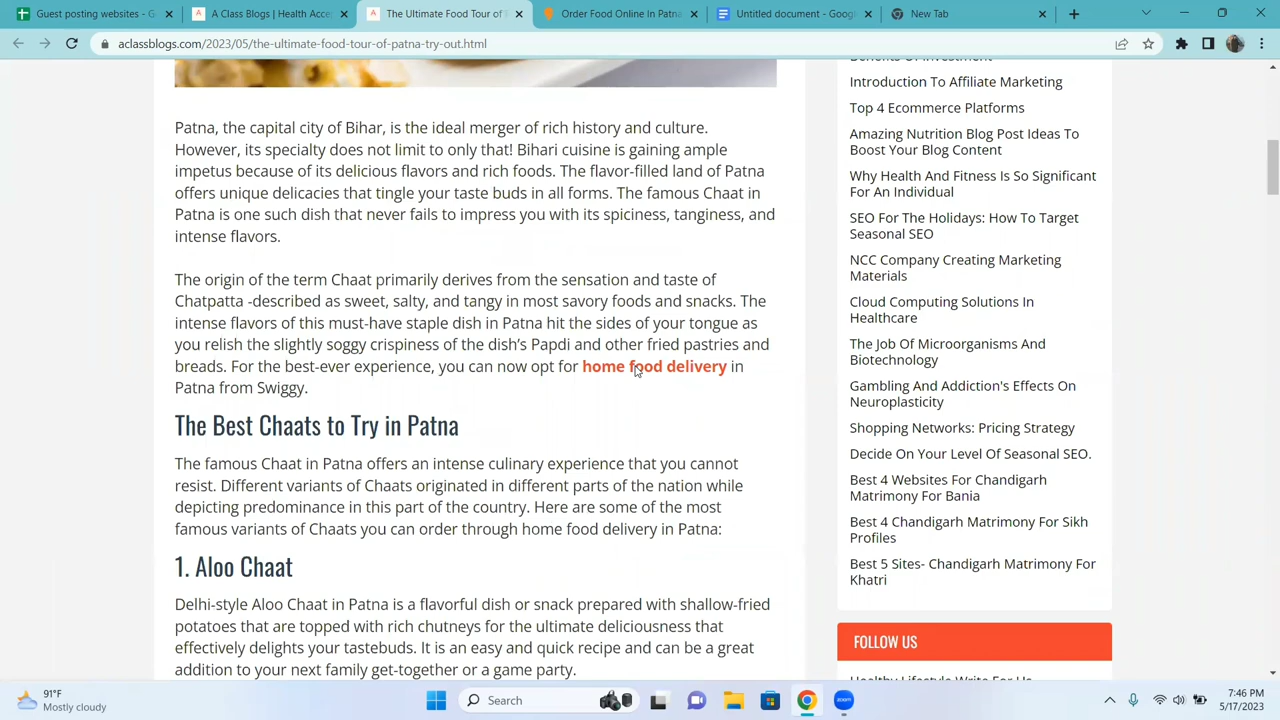 Guest posting websites -
A Class Blogs | Health Acce
The Ultimate Food Tour of
Order Food Online In Patna
Untitled document - Google
New Tab
aclassblogs.com/2023/05/the-ultimate-food-tour-of-patna-try-out.html
Patna, the capital city of Bihar, is the ideal merger of rich history and culture.
However, its specialty does not limit to only that! Bihari cuisine is gaining ample
impetus because of its delicious flavors and rich foods. The flavor-filled land of Patna
offers unique delicacies that tingle your taste buds in all forms. The famous Chaat in
Patna is one such dish that never fails to impress you with its spiciness, tanginess, and
intense flavors.
The origin of the term Chaat primarily derives from the sensation and taste of
Chatpatta -described as sweet, salty, and tangy in most savory foods and snacks. The
intense flavors of this must-have staple dish in Patna hit the sides of your tongue as
you relish the slightly soggy crispiness of the dish's Papdi and other fried pastries and
breads. For the best-ever experience, you can now opt for home food delivery in
Patna from Swiggy.
The Best Chaats to Try in Patna
The famous Chaat in Patna offers an intense culinary experience that you cannot
resist. Different variants of Chaats originated in different parts of the nation while
depicting predominance in this part of the country. Here are some of the most
famous variants of Chaats you can order through home food delivery in Patna:
1. Aloo Chaat
Delhi-style Aloo Chaat in Patna is a flavorful dish or snack prepared with shallow-fried
potatoes that are topped with rich chutneys for the ultimate deliciousness that
effectively delights your tastebuds. It is an easy and quick recipe and can be a great
addition to your next family get-together or a game party.
Benefits Of Investment
Introduction To Affiliate Marketing
Top 4 Ecommerce Platforms
Amazing Nutrition Blog Post Ideas To
Boost Your Blog Content
Why Health And Fitness Is So Significant
For An Individual
SEO For The Holidays: How To Target
Seasonal SEO
NCC Company Creating Marketing
Materials
Cloud Computing Solutions In
Healthcare
The Job Of Microorganisms And
Biotechnology
Gambling And Addiction's Effects On
Neuroplasticity
Shopping Networks: Pricing Strategy
Decide On Your Level Of Seasonal SEO.
Best 4 Websites For Chandigarh
Matrimony For Bania
Best 4 Chandigarh Matrimony For Sikh
Profiles
Best 5 Sites- Chandigarh Matrimony For
Khatri
FOLLOW US
Healthy Lifestyle Write For Us
91°F
Mostly cloudy
Search
zoom
7:46 PM
5/17/2023